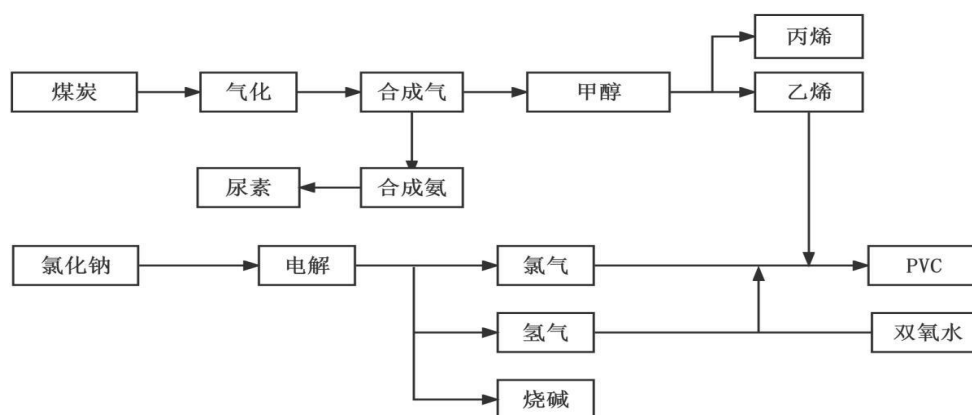 丙烯
煤炭
气化
合成气
甲醇
乙烯
尿素
合成氨
氯化钠
电解
氯气
PVC
氢气
双氧水
烧碱